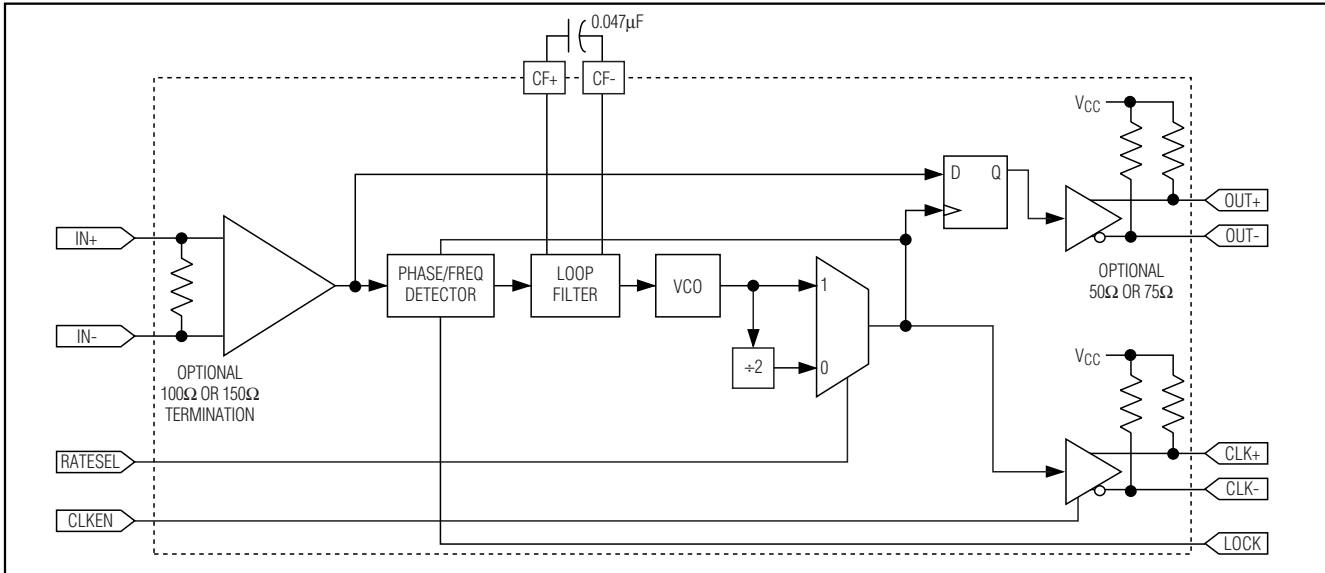 0.047μF
CF+
CF-
VCC
D
Q
IN+
OUT+
OUT-
PHASE/FREQ
DETECTOR
LOOP
FILTER
VCO
1
OPTIONAL
50Ω OR 75Ω
IN-
÷2
0
VCC
OPTIONAL
100Ω OR 150Ω
TERMINATION
RATESEL
CLK+
CLK-
CLKEN
LOCK